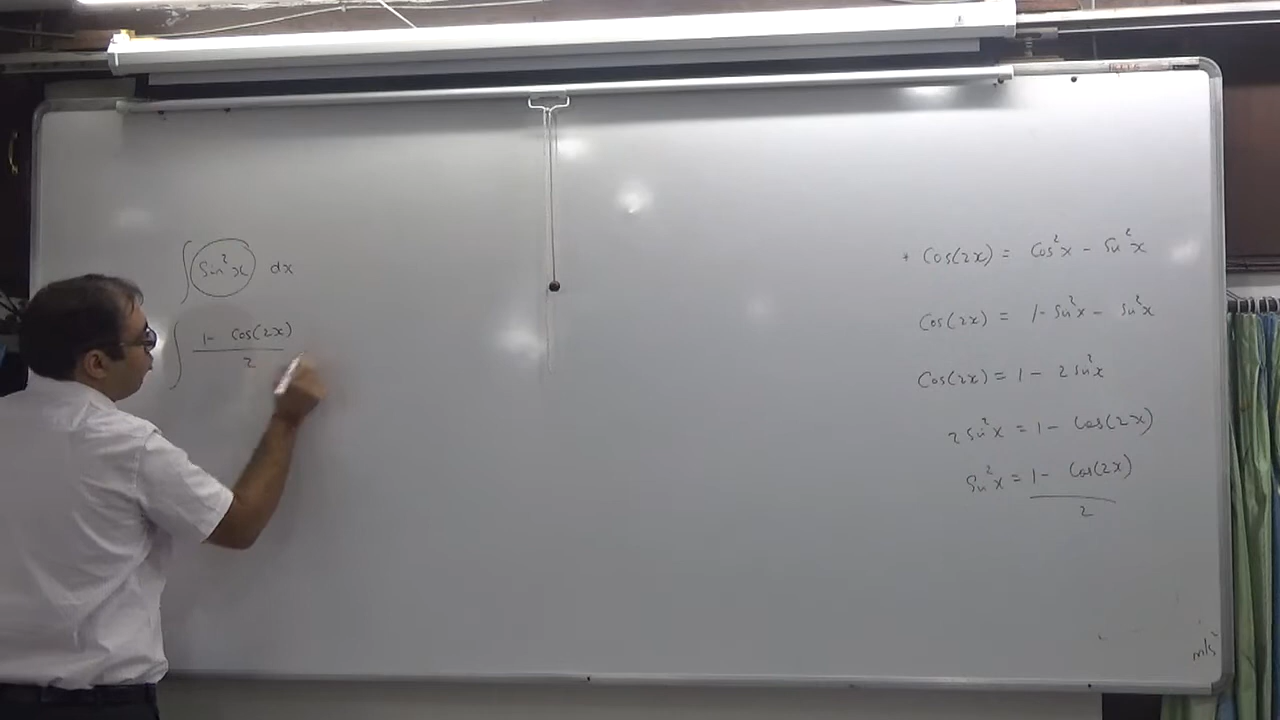 ∫ Sin²x dx
∫ 1 - Cos(2x) / 2
* Cos(2x) = Cos²x - Sin²x
Cos(2x) = 1 - Sin²x - Sin²x
Cos(2x) = 1 - 2 Sin²x
2 Sin²x = 1 - Cos(2x)
Sin²x = 1 - Cos(2x) / 2
m/s²